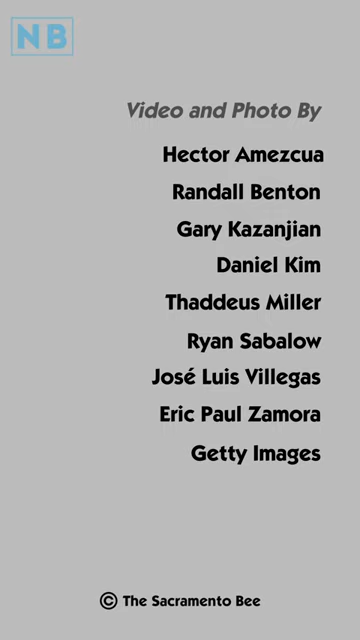 NB
Video and Photo By
Hector Amezcua
Randall Benton
Gary Kazanjian
Daniel Kim
Thaddeus Miller
Ryan Sabalow
José Luis Villegas
Eric Paul Zamora
Getty Images
© The Sacramento Bee